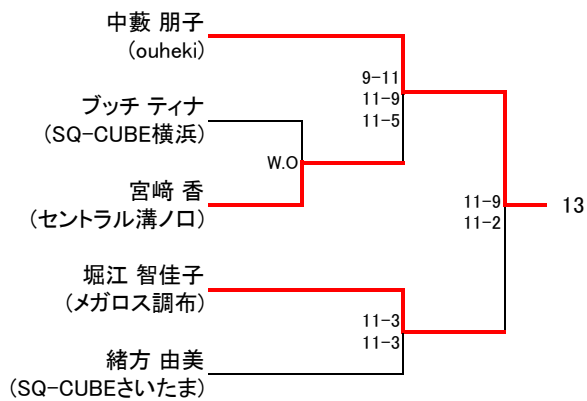 中藪 朋子
(ouheki)
9-11
11-9
11-5
ブッチ ティナ
(SQ-CUBE横浜)
W.O
宮﨑 香
(セントラル溝ノ口)
11-9
11-2
13
堀江 智佳子
(メガロス調布)
11-3
11-3
緒方 由美
(SQ-CUBEさいたま)